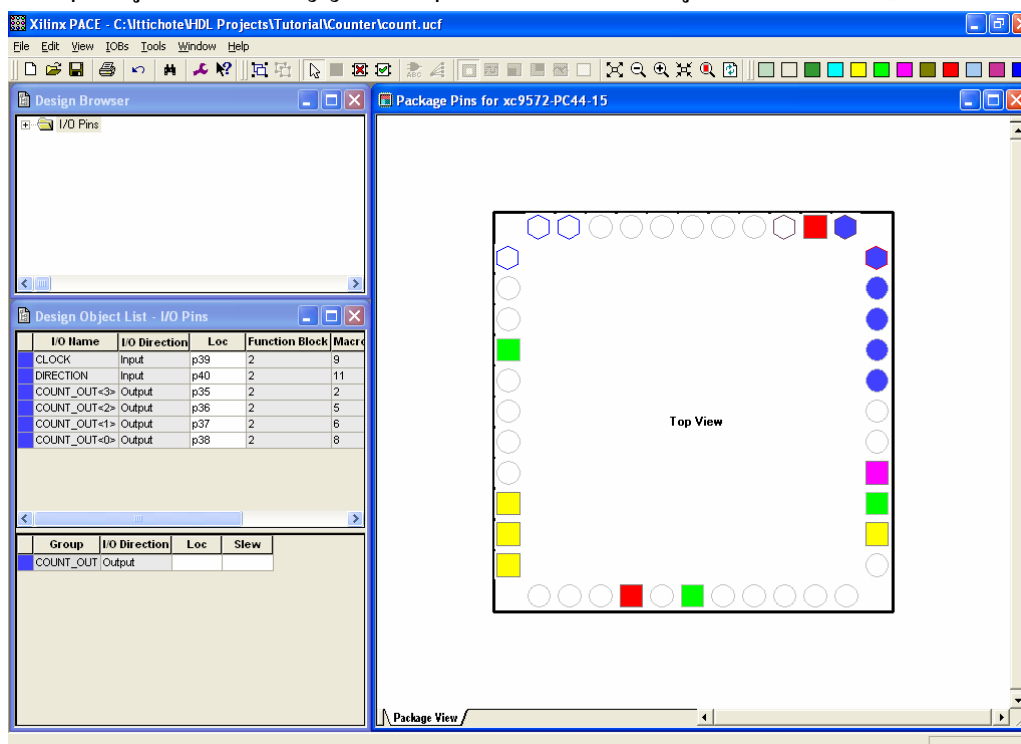 Xilinx PACE - C:\Ittichote\HDL Projects\Tutorial\Counter\count.ucf
File Edit View IOBs Tools Window Help
Design Browser
I/O Pins
Package Pins for xc9572-PC44-15
Top View
Design Object List - I/O Pins
I/O Name I/O Direction Loc Function Block Macro
CLOCK Input p39 2 9
DIRECTION Input p40 2 11
COUNT_OUT<3> Output p35 2 2
COUNT_OUT<2> Output p36 2 5
COUNT_OUT<1> Output p37 2 6
COUNT_OUT<0> Output p38 2 8
Group I/O Direction Loc Slew
COUNT_OUT Output
Package View